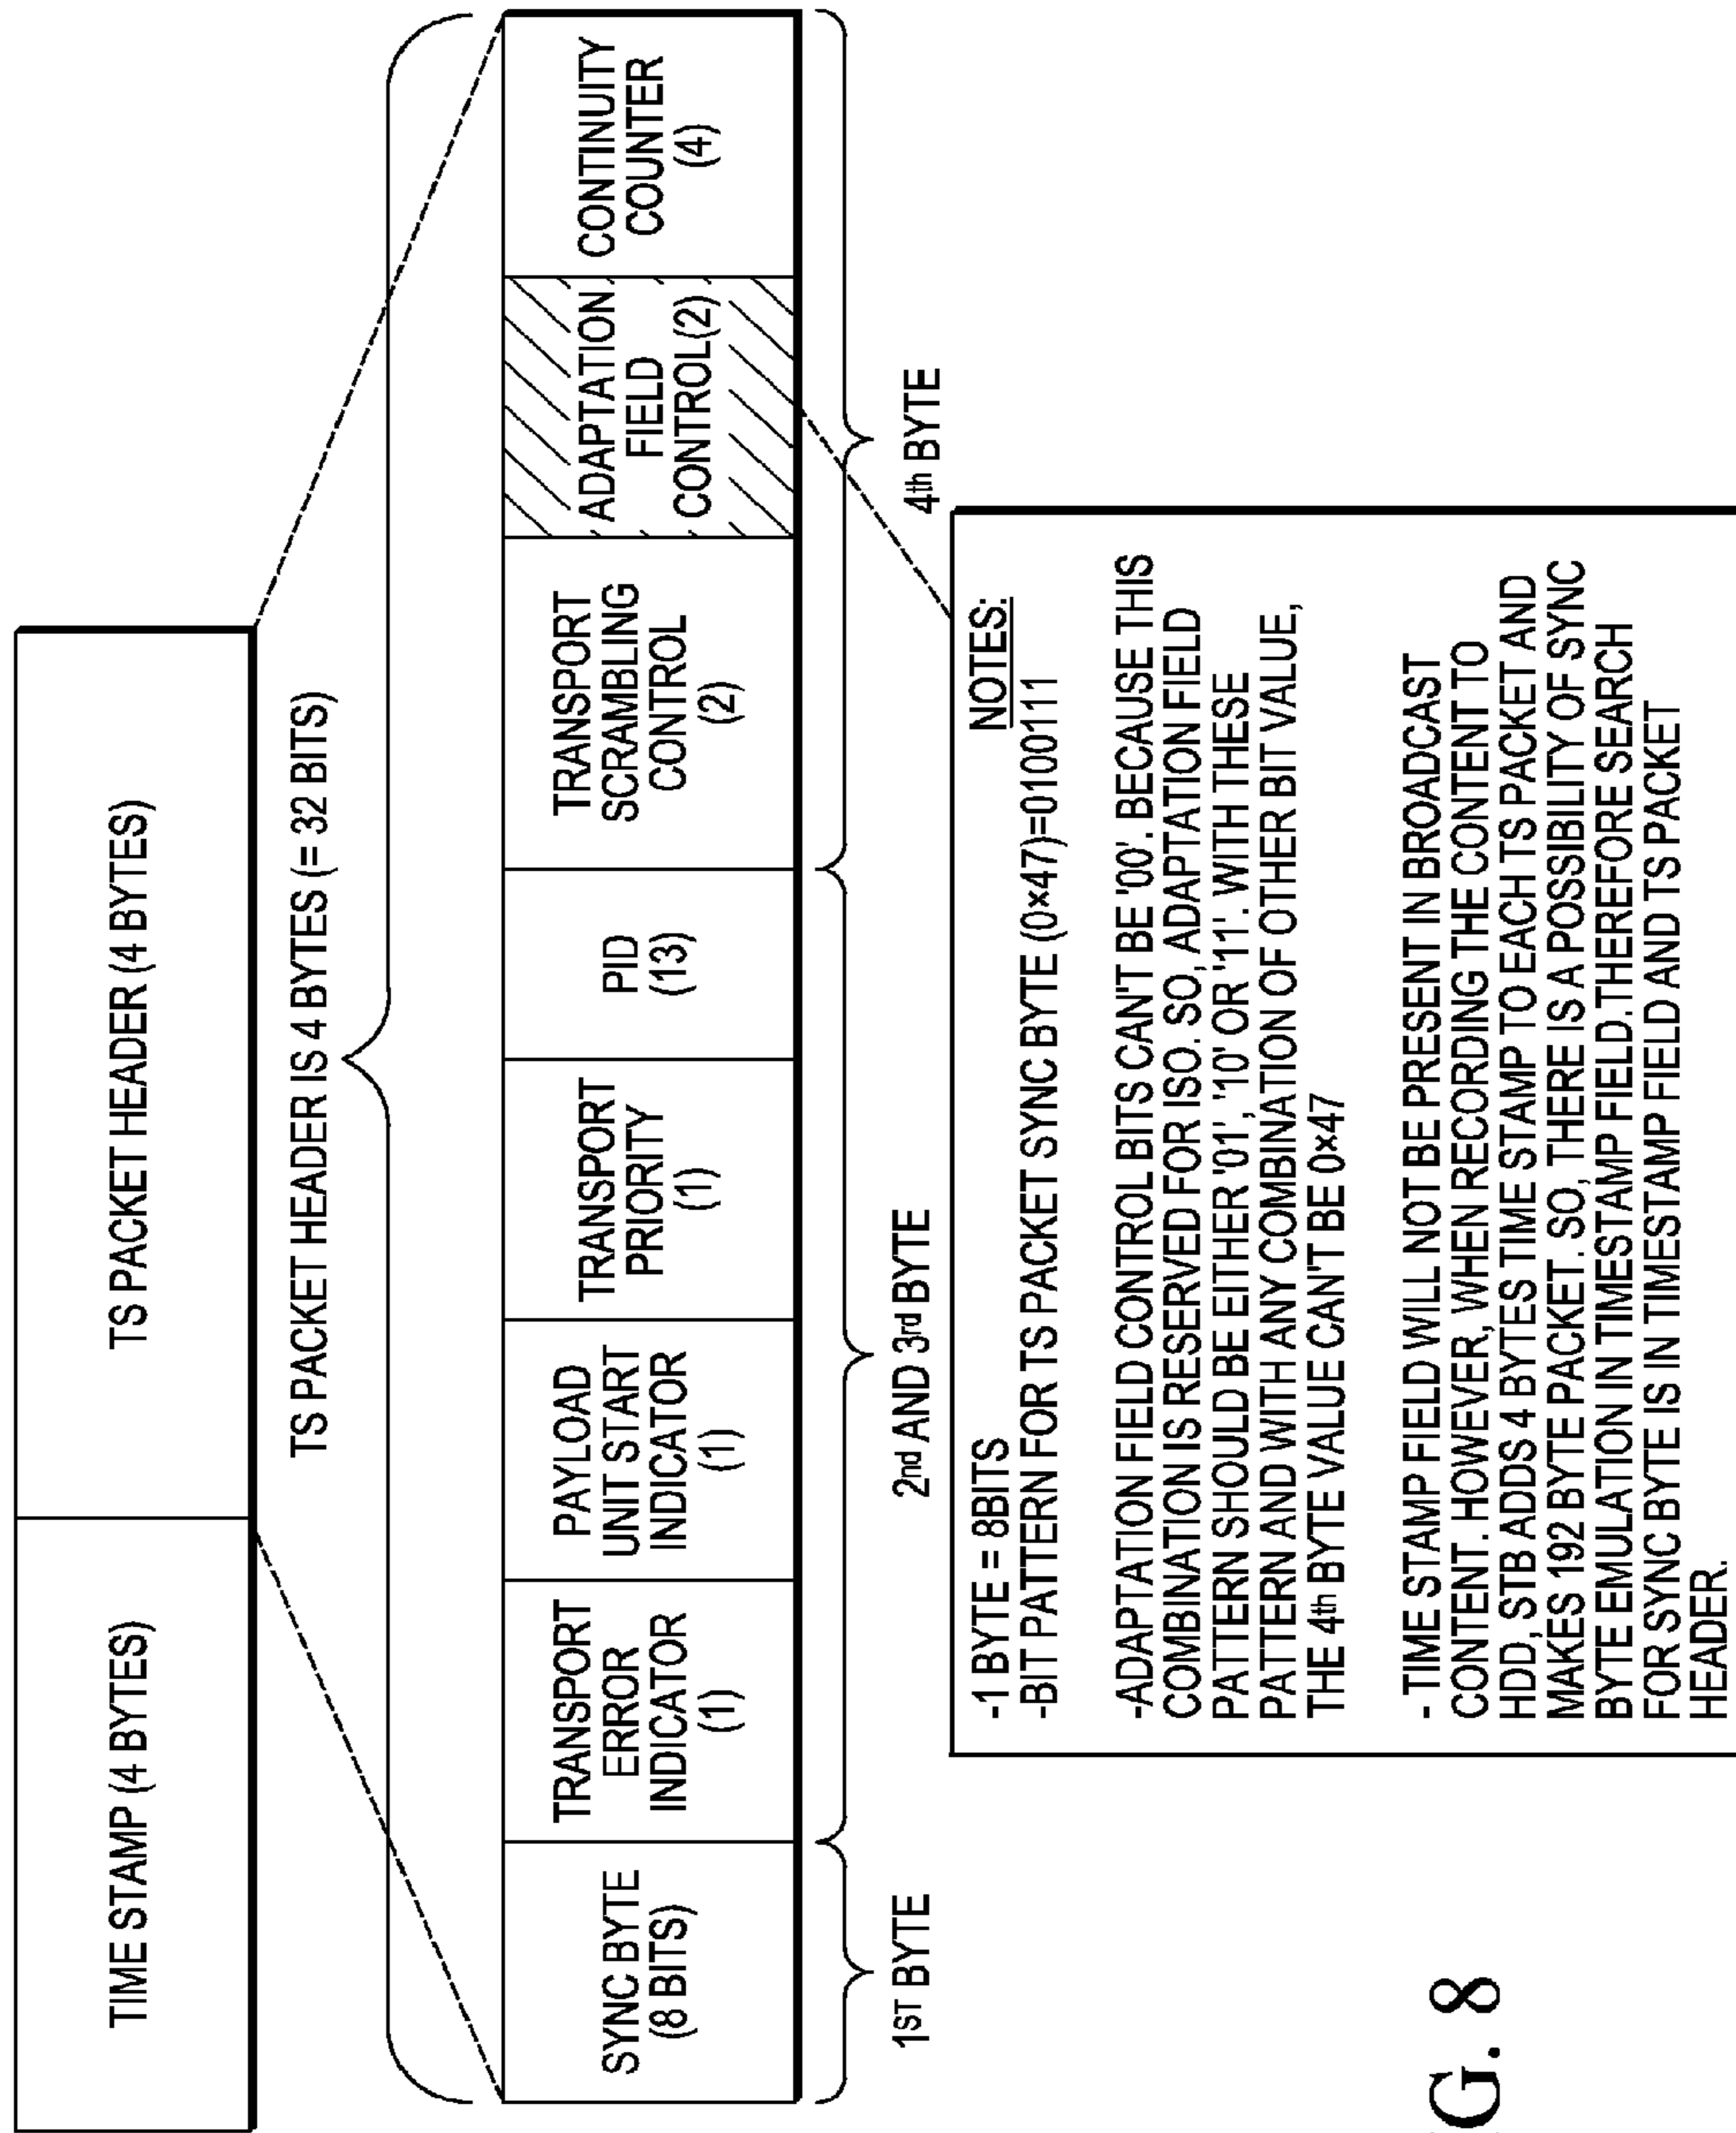 TIME STAMP (4 BYTES)
TS PACKET HEADER (4 BYTES)
TS PACKET HEADER IS 4 BYTES (= 32 BITS)
SYNC BYTE
(8 BITS)
TRANSPORT
ERROR
INDICATOR
(1)
PAYLOAD
UNIT START
INDICATOR
(1)
TRANSPORT
PRIORITY
(1)
PID
(13)
TRANSPORT
SCRAMBLING
CONTROL
(2)
ADAPTATION
FIELD
CONTROL(2)
CONTINUITY
COUNTER
(4)
1ST BYTE
2nd AND 3rd BYTE
4th BYTE
NOTES:
- 1 BYTE = 8BITS
-BIT PATTERN FOR TS PACKET SYNC BYTE (0×47)=01000111
-ADAPTATION FIELD CONTROL BITS CAN'T BE '00'. BECAUSE THIS
COMBINATION IS RESERVED FOR ISO. SO, ADAPTATION FIELD
PATTERN SHOULD BE EITHER '01', '10' OR '11'. WITH THESE
PATTERN AND WITH ANY COMBINATION OF OTHER BIT VALUE,
THE 4th BYTE VALUE CAN'T BE 0×47
- TIME STAMP FIELD WILL NOT BE PRESENT IN BROADCAST
CONTENT. HOWEVER, WHEN RECORDING THE CONTENT TO
HDD, STB ADDS 4 BYTES TIME STAMP TO EACH TS PACKET AND
MAKES 192 BYTE PACKET. SO, THERE IS A POSSIBILITY OF SYNC
BYTE EMULATION IN TIMESTAMP FIELD.THEREFORE SEARCH
FOR SYNC BYTE IS IN TIMESTAMP FIELD AND TS PACKET
HEADER.
G. 8